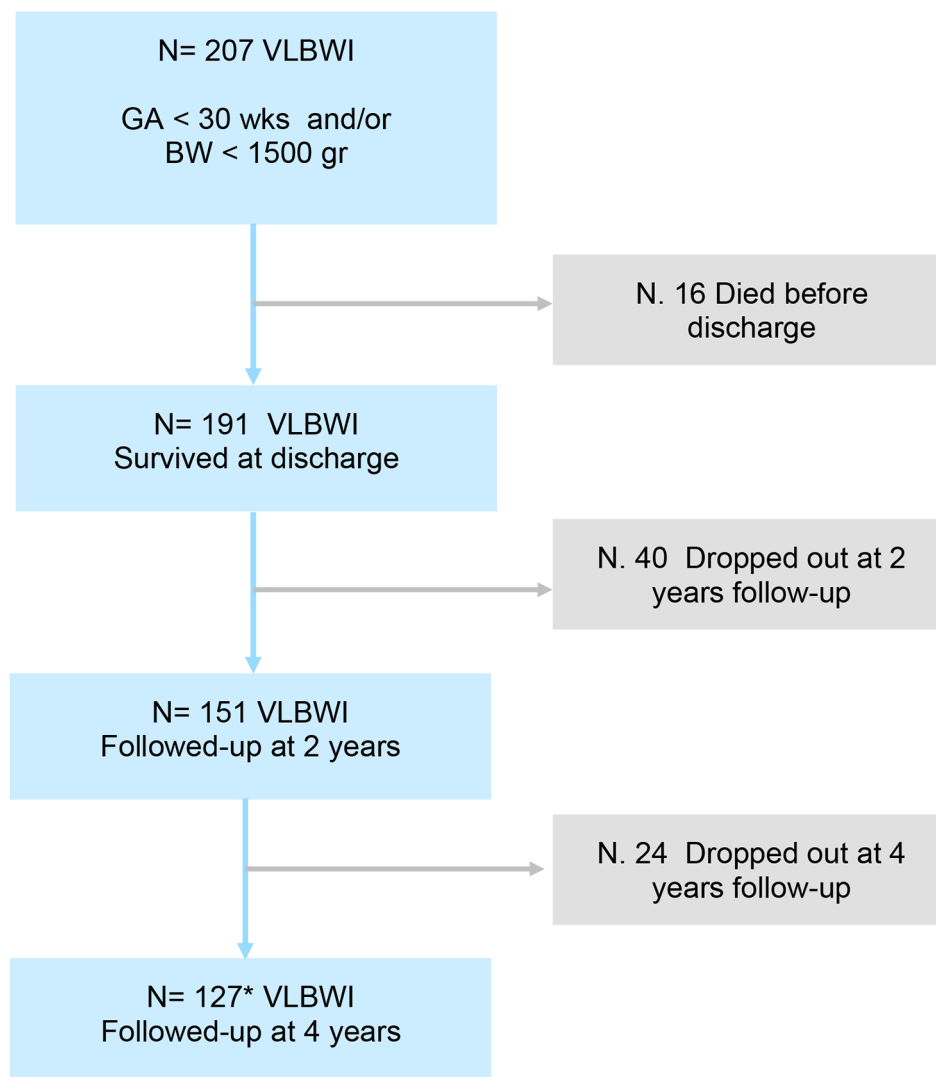 N= 207 VLBWI
GA < 30 wks and/or
BW < 1500 gr
N. 16 Died before
discharge
N= 191 VLBWI
Survived at discharge
N. 40 Dropped out at 2
years follow-up
N= 151 VLBWI
Followed-up at 2 years
N. 24 Dropped out at 4
years follow-up
N= 127* VLBWI
Followed-up at 4 years